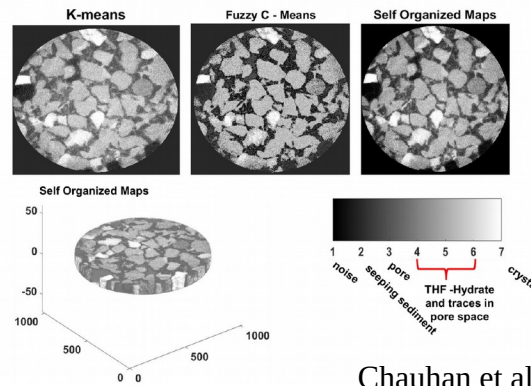 K-means
Fuzzy C - Means
Self Organized Maps
Self Organized Maps
50
0
-50
1000
500
0
0
500
1000
1 2 3 4 5 6 7
noise
seeping sediment
pore
THF -Hydrate
and traces in
pore space
Chauhan et al